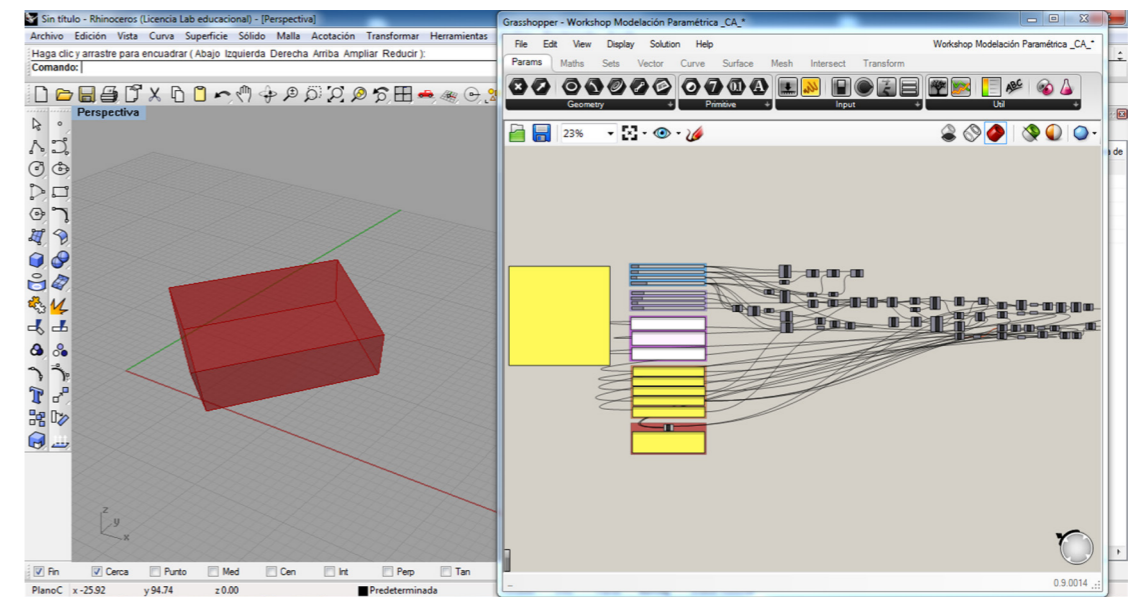 Sin título - Rhinoceros (Licencia Lab educacional) - [Perspectiva]
Archivo Edición Vista Curva Superficie Sólido Malla Acotación Transformar Herramientas
Haga clic y arrastre para encuadrar ( Abajo Izquierda Derecha Arriba Ampliar Reducir ):
Comando:
Perspectiva
z
y
x
Fin Cerca Punto Med Cen Int Perp Tan
PlanoC x -25.92 y 94.74 z 0.00 Predeterminada
Grasshopper - Workshop Modelación Paramétrica _CA_*
File Edit View Display Solution Help Workshop Modelación Paramétrica _CA_*
Params Maths Sets Vector Curve Surface Mesh Intersect Transform
Geometry + Primitive + Input + Util +
23%
a de
0.9.0014